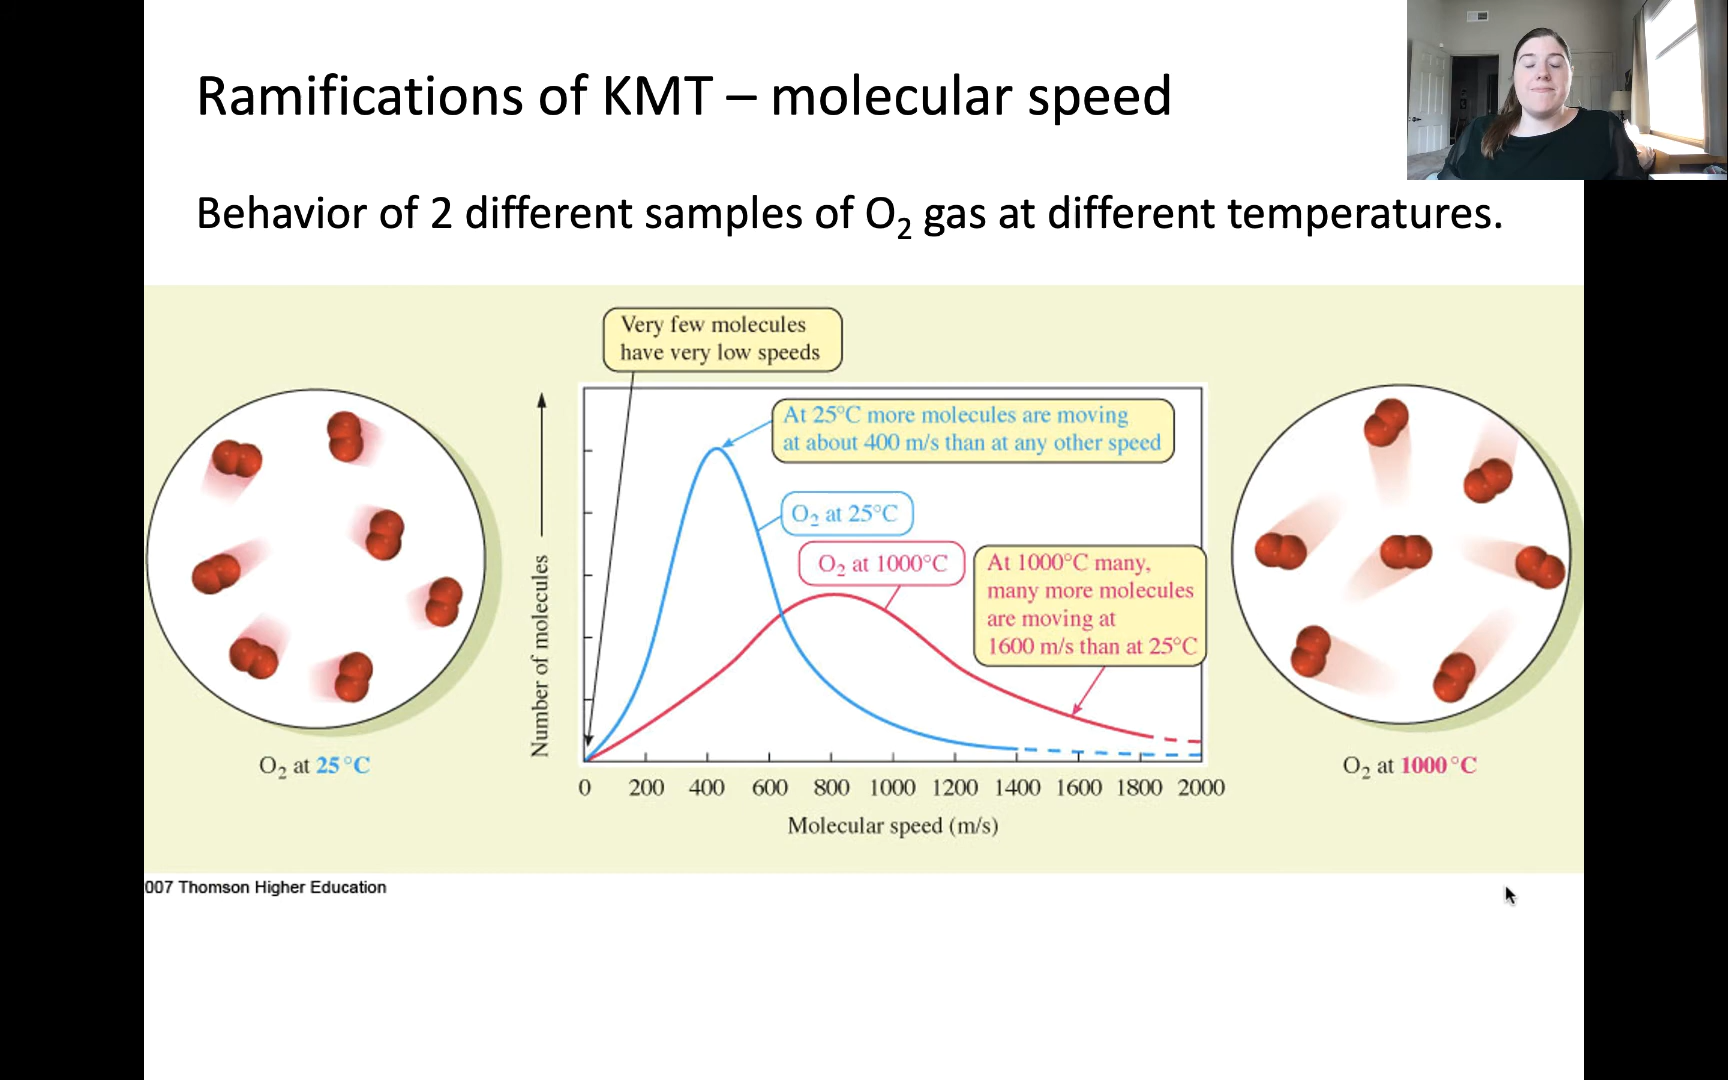 Ramifications of KMT – molecular speed
Behavior of 2 different samples of O₂ gas at different temperatures.
Very few molecules
have very low speeds
At 25°C more molecules are moving
at about 400 m/s than at any other speed
O₂ at 25°C
O₂ at 1000°C
At 1000°C many,
many more molecules
are moving at
1600 m/s than at 25°C
Number of molecules
0 200 400 600 800 1000 1200 1400 1600 1800 2000
Molecular speed (m/s)
O₂ at 25°C
O₂ at 1000°C
007 Thomson Higher Education